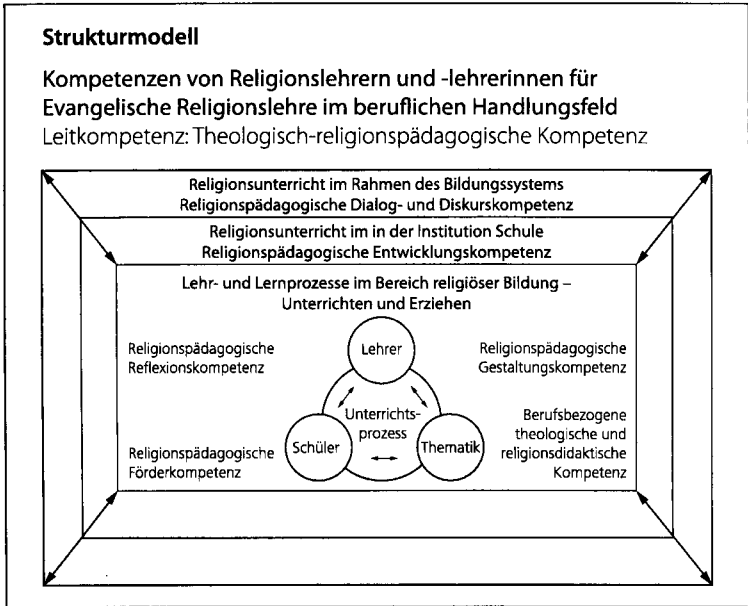 Strukturmodell
Kompetenzen von Religionslehrern und -lehrerinnen für
Evangelische Religionslehre im beruflichen Handlungsfeld
Leitkompetenz: Theologisch-religionspädagogische Kompetenz
Religionsunterricht im Rahmen des Bildungssystems
Religionspädagogische Dialog- und Diskurskompetenz
Religionsunterricht im in der Institution Schule
Religionspädagogische Entwicklungskompetenz
Lehr- und Lernprozesse im Bereich religiöser Bildung –
Unterrichten und Erziehen
Religionspädagogische
Reflexionskompetenz
Lehrer
Religionspädagogische
Gestaltungskompetenz
Unterrichts-
prozess
Schüler
Thematik
Religionspädagogische
Förderkompetenz
Berufsbezogene
theologische und
religionsdidaktische
Kompetenz